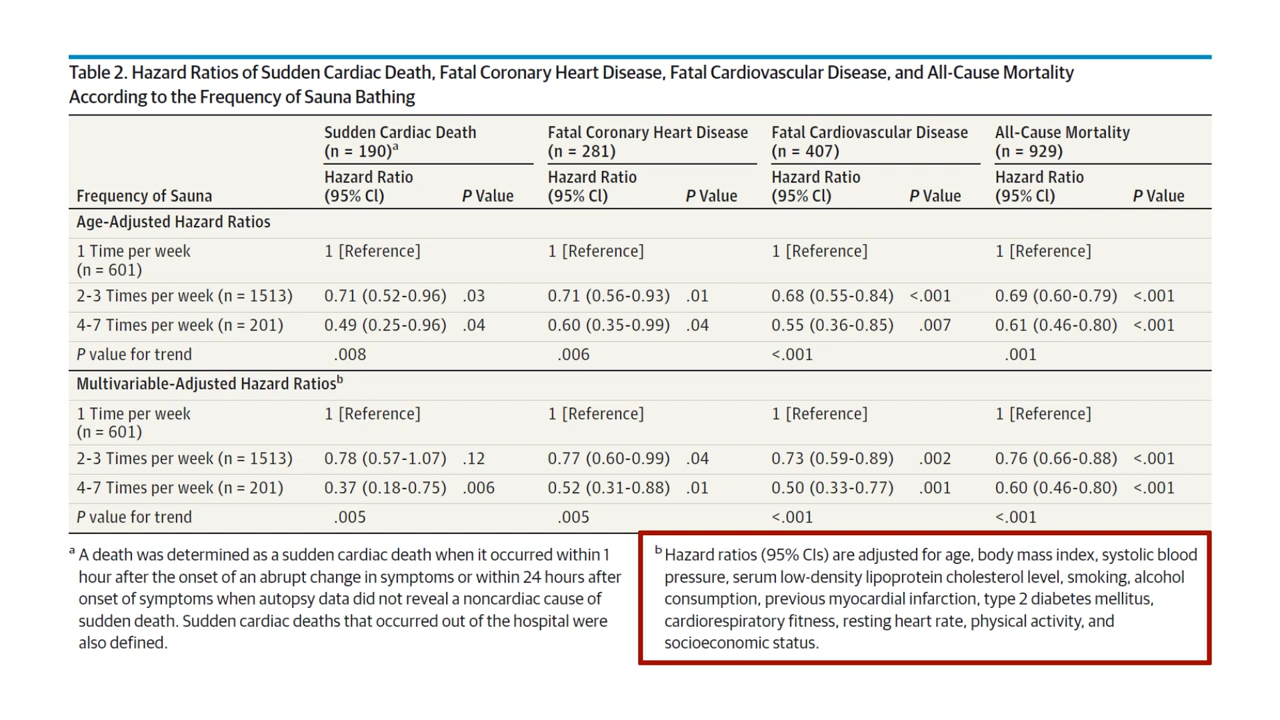 Table 2. Hazard Ratios of Sudden Cardiac Death, Fatal Coronary Heart Disease, Fatal Cardiovascular Disease, and All-Cause Mortality
According to the Frequency of Sauna Bathing
Sudden Cardiac Death Fatal Coronary Heart Disease Fatal Cardiovascular Disease All-Cause Mortality
(n = 190)a (n = 281) (n = 407) (n = 929)
Hazard Ratio Hazard Ratio Hazard Ratio Hazard Ratio
Frequency of Sauna (95% Cl) P Value (95% Cl) P Value (95% Cl) P Value (95% Cl) P Value
Age-Adjusted Hazard Ratios
1 Time per week 1 [Reference] 1 [Reference] 1 [Reference] 1 [Reference]
(n = 601)
2-3 Times per week (n = 1513) 0.71 (0.52-0.96) .03 0.71 (0.56-0.93) .01 0.68 (0.55-0.84) <.001 0.69 (0.60-0.79) <.001
4-7 Times per week (n = 201) 0.49 (0.25-0.96) .04 0.60 (0.35-0.99) .04 0.55 (0.36-0.85) .007 0.61 (0.46-0.80) <.001
P value for trend .008 .006 <.001 .001
Multivariable-Adjusted Hazard Ratiosb
1 Time per week 1 [Reference] 1 [Reference] 1 [Reference] 1 [Reference]
(n = 601)
2-3 Times per week (n = 1513) 0.78 (0.57-1.07) .12 0.77 (0.60-0.99) .04 0.73 (0.59-0.89) .002 0.76 (0.66-0.88) <.001
4-7 Times per week (n = 201) 0.37 (0.18-0.75) .006 0.52 (0.31-0.88) .01 0.50 (0.33-0.77) .001 0.60 (0.46-0.80) <.001
P value for trend .005 .005 <.001 <.001
a A death was determined as a sudden cardiac death when it occurred within 1
hour after the onset of an abrupt change in symptoms or within 24 hours after
onset of symptoms when autopsy data did not reveal a noncardiac cause of
sudden death. Sudden cardiac deaths that occurred out of the hospital were
also defined.
b Hazard ratios (95% CIs) are adjusted for age, body mass index, systolic blood
pressure, serum low-density lipoprotein cholesterol level, smoking, alcohol
consumption, previous myocardial infarction, type 2 diabetes mellitus,
cardiorespiratory fitness, resting heart rate, physical activity, and
socioeconomic status.